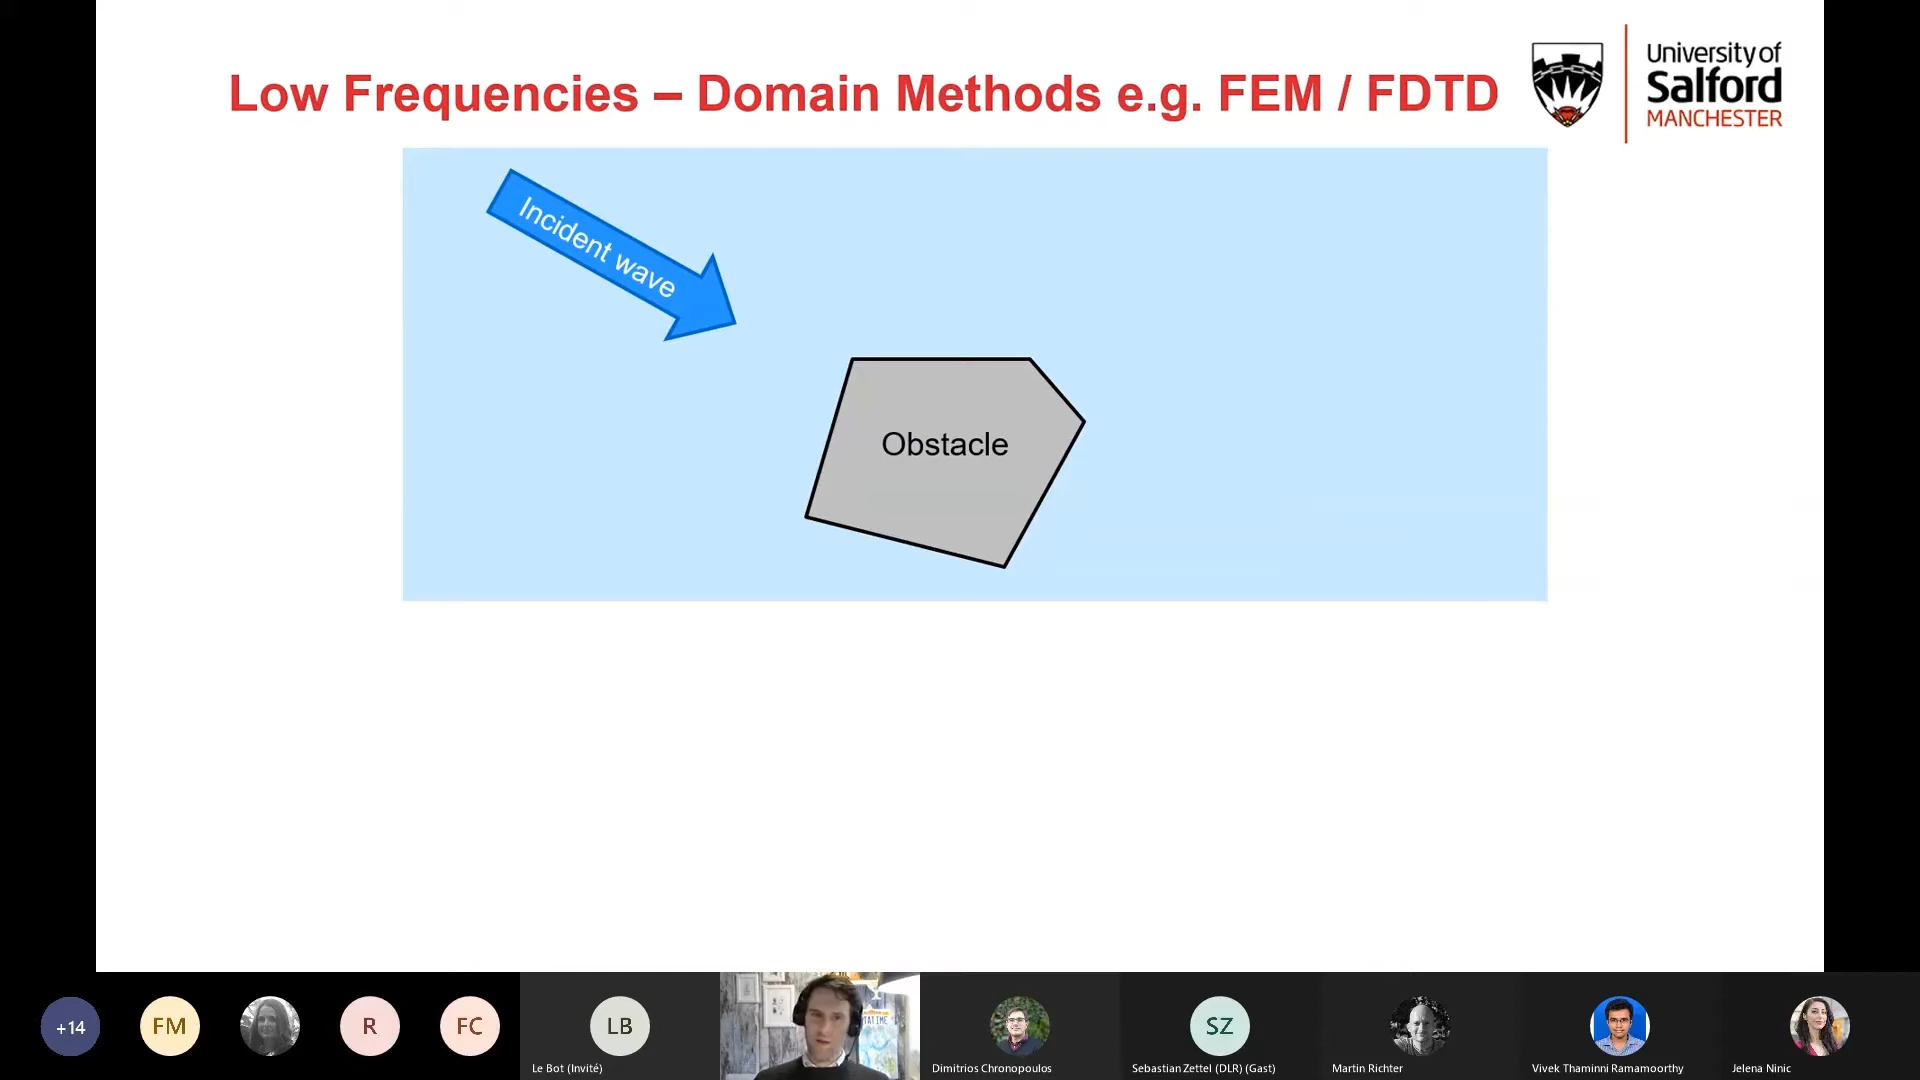 Low Frequencies – Domain Methods e.g. FEM / FDTD
University of
Salford
MANCHESTER
Incident wave
Obstacle
+14
FM
R
FC
LB
SZ
Le Bot (Invité)
Dimitrios Chronopoulos
Sebastian Zettel (DLR) (Gast)
Martin Richter
Vivek Thaminni Ramamoorthy
Jelena Ninic